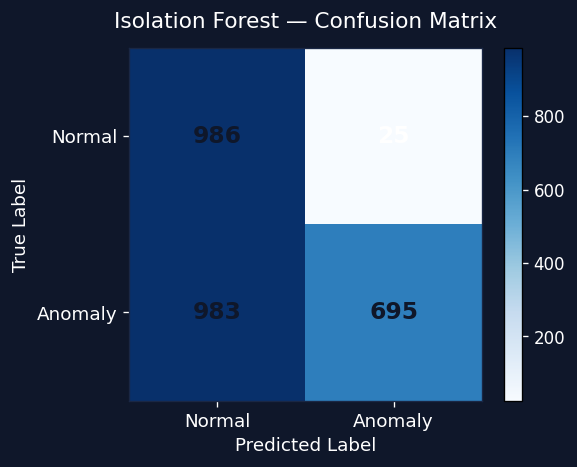 Isolation Forest — Confusion Matrix
True Label
Normal
Anomaly
986
25
983
695
Normal
Anomaly
Predicted Label
800
600
400
200